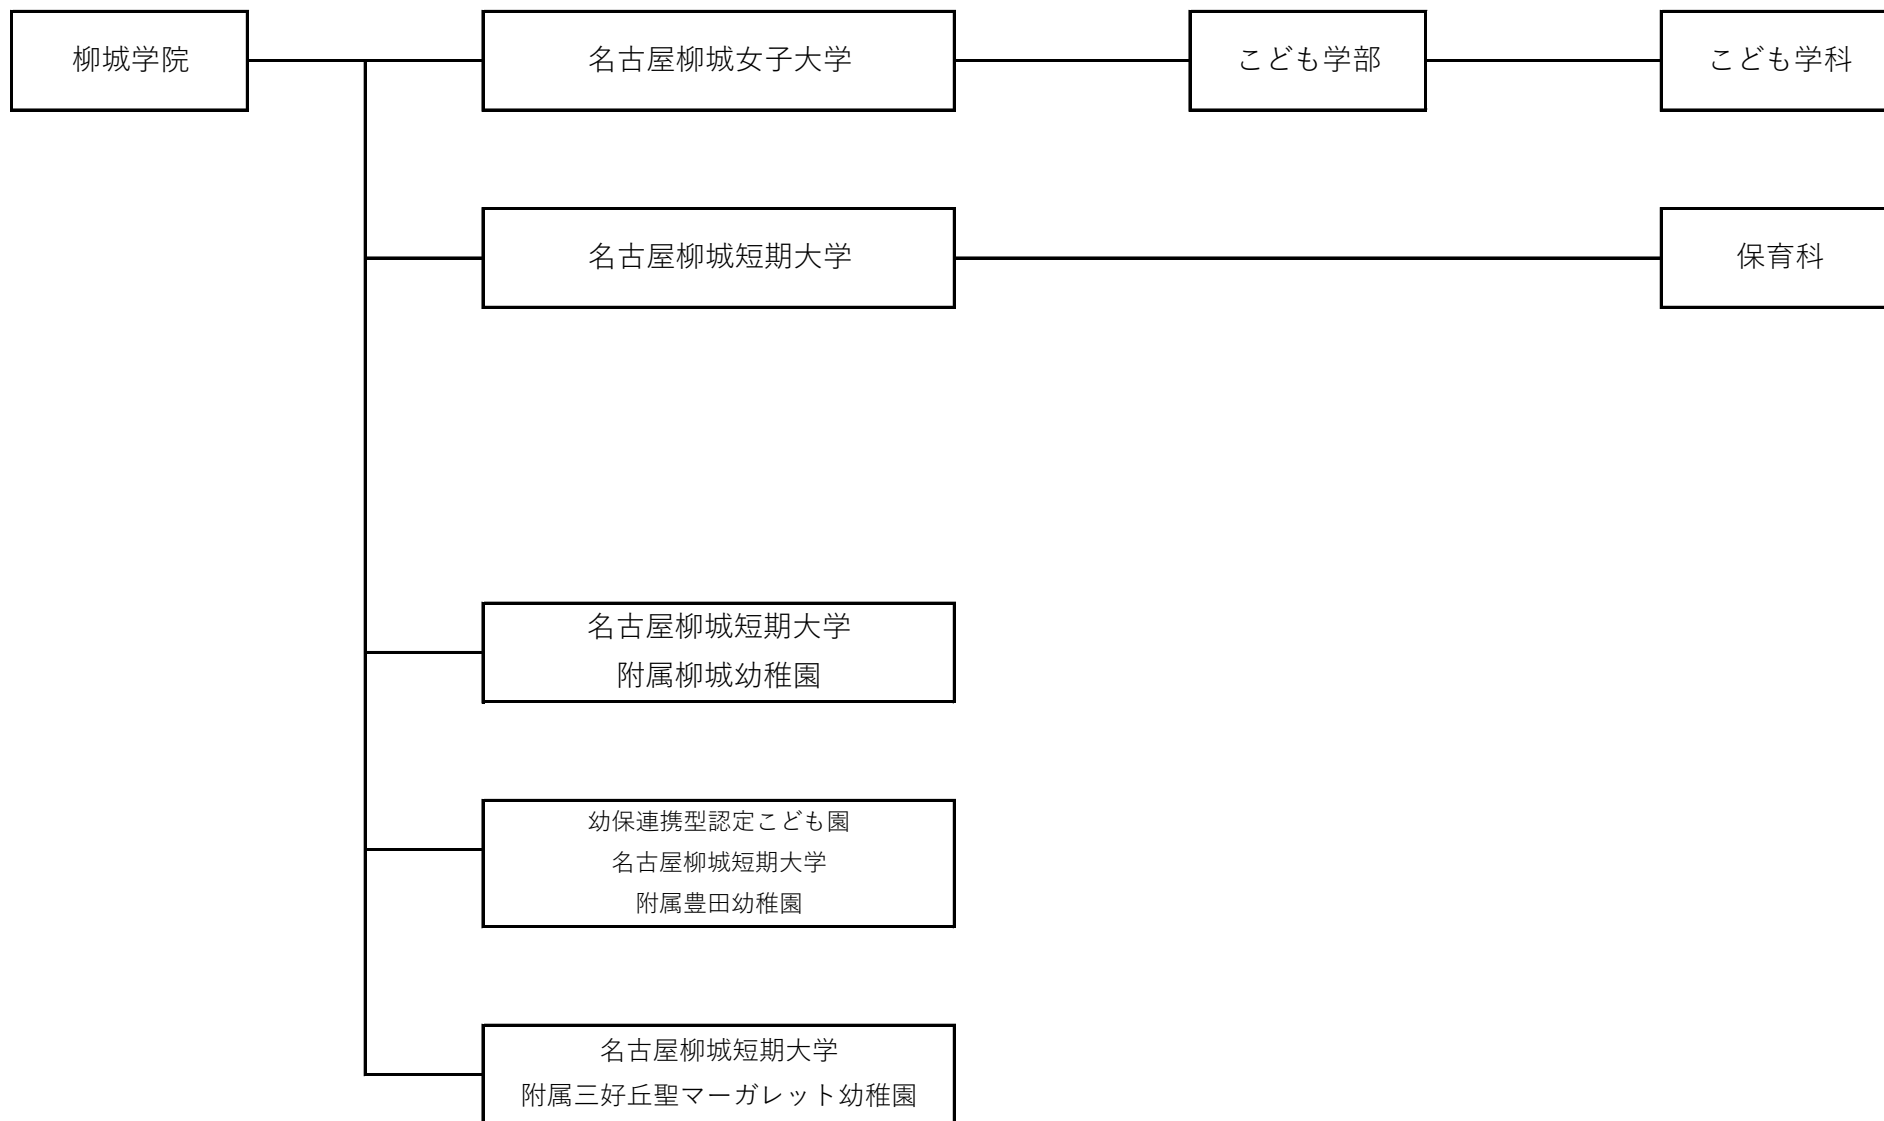 柳城学院
名古屋柳城女子大学
こども学部
こども学科
名古屋柳城短期大学
保育科
名古屋柳城短期大学
附属柳城幼稚園
幼保連携型認定こども園
名古屋柳城短期大学
附属豊田幼稚園
名古屋柳城短期大学
附属三好丘聖マーガレット幼稚園